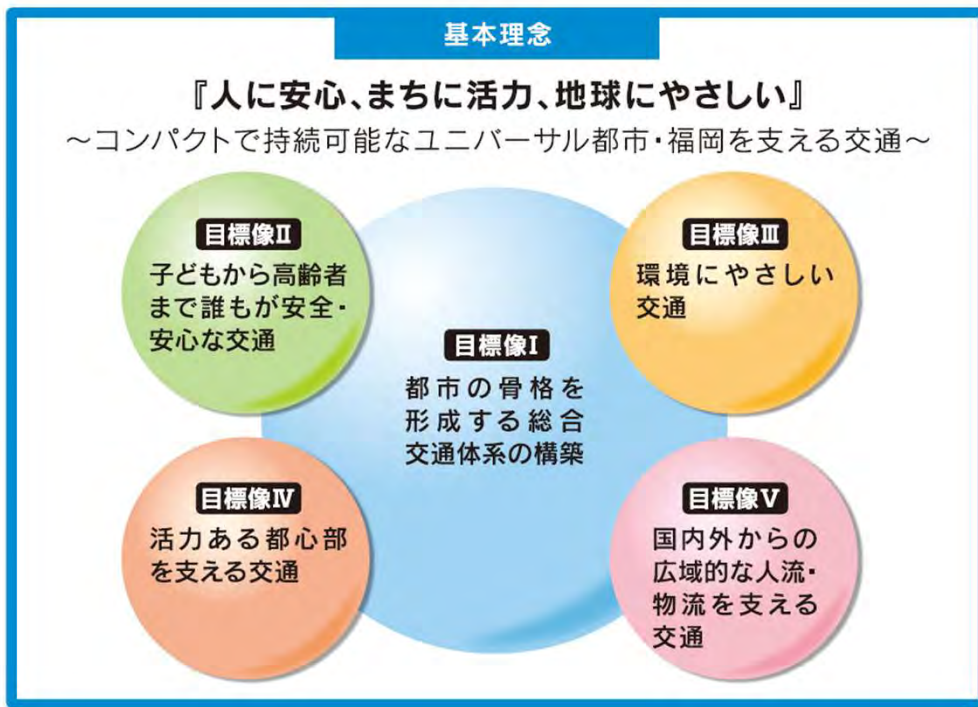 基本理念
『人に安心、まちに活力、地球にやさしい』
～コンパクトで持続可能なユニバーサル都市・福岡を支える交通～
目標像Ⅰ
都市の骨格を
形成する総合
交通体系の構築
目標像Ⅱ
子どもから高齢者
まで誰もが安全・
安心な交通
目標像Ⅲ
環境にやさしい
交通
目標像Ⅳ
活力ある都心部
を支える交通
目標像Ⅴ
国内外からの
広域的な人流・
物流を支える
交通